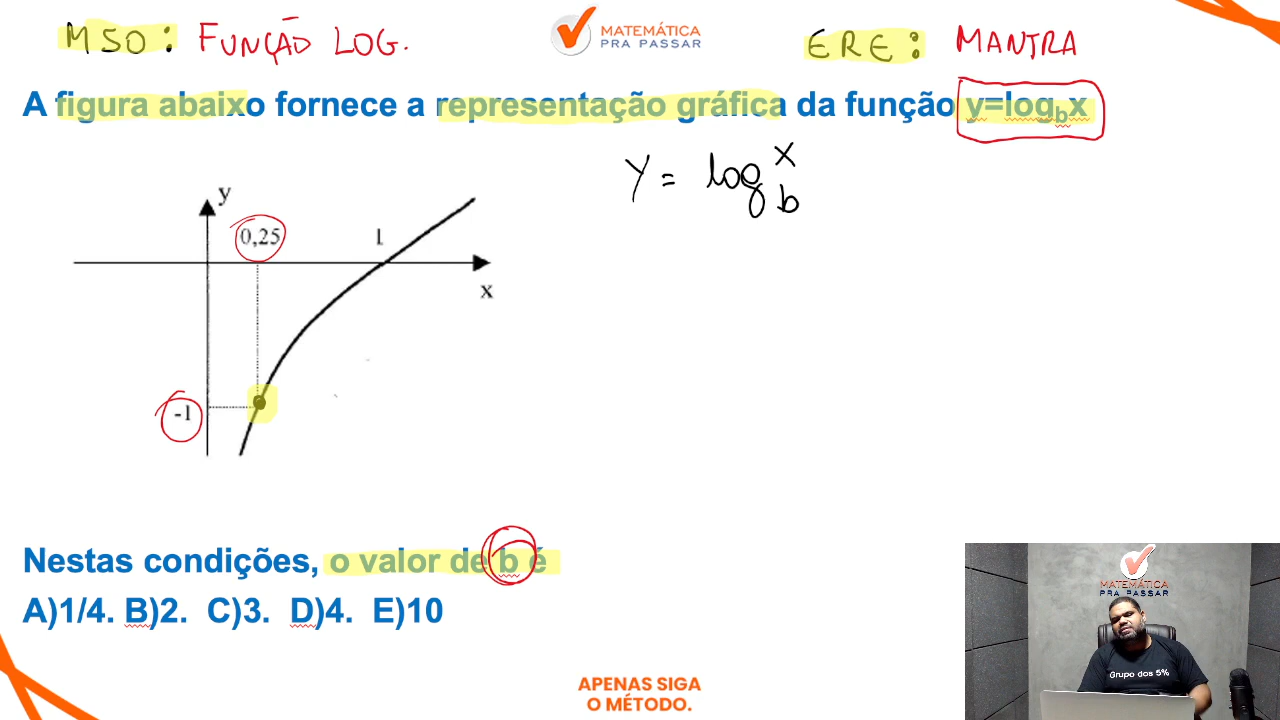 MSO: FUNÇÃO LOG.
MATEMÁTICA
PRA PASSAR
ERE: MANTRA
A figura abaixo fornece a representação gráfica da função y=log_b x
Y = log_b x
y
0,25
1
x
-1
Nestas condições, o valor de b é
A)1/4. B)2. C)3. D)4. E)10
MATEMÁTICA
PRA PASSAR
Grupo dos 5%
APENAS SIGA
O MÉTODO.